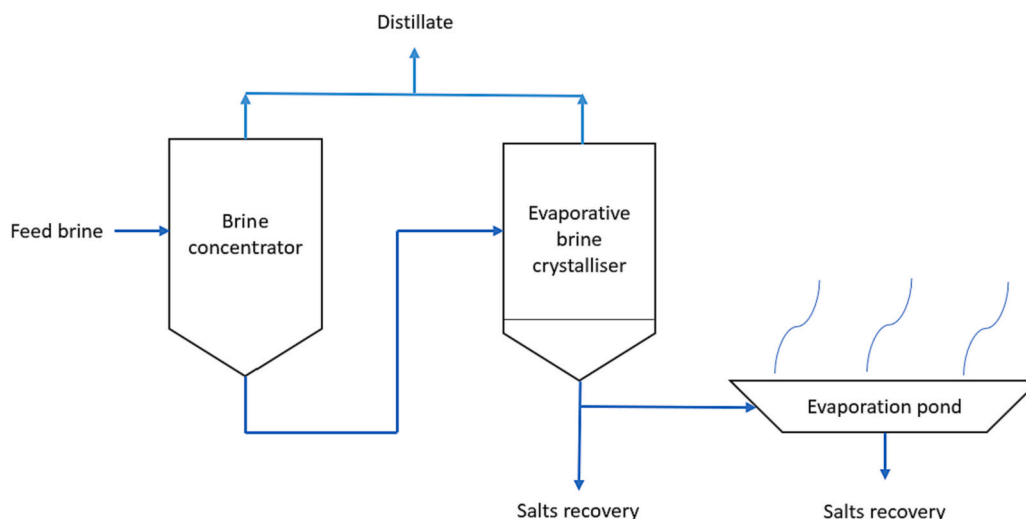 Distillate
Feed brine
Brine
concentrator
Evaporative
brine
crystalliser
Evaporation pond
Salts recovery
Salts recovery